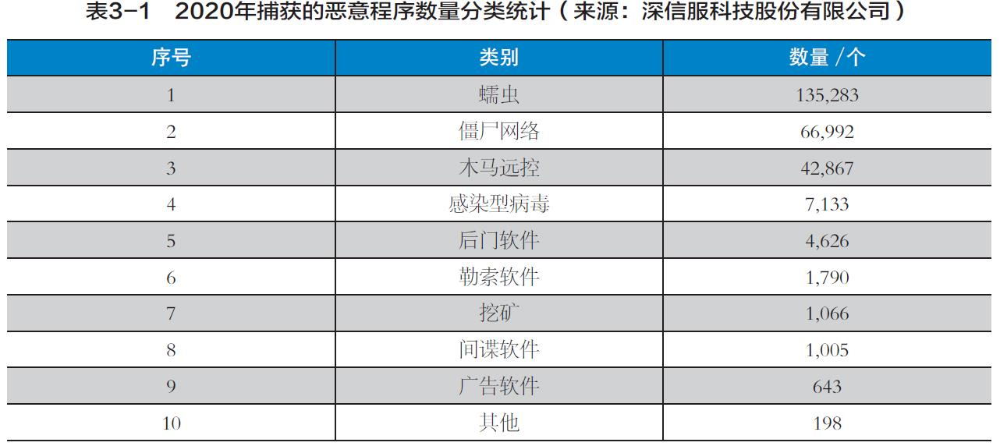 表3-1 2020年捕获的恶意程序数量分类统计（来源：深信服科技股份有限公司）
序号 类别 数量/个
1 蠕虫 135,283
2 僵尸网络 66,992
3 木马远控 42,867
4 感染型病毒 7,133
5 后门软件 4,626
6 勒索软件 1,790
7 挖矿 1,066
8 间谍软件 1,005
9 广告软件 643
10 其他 198